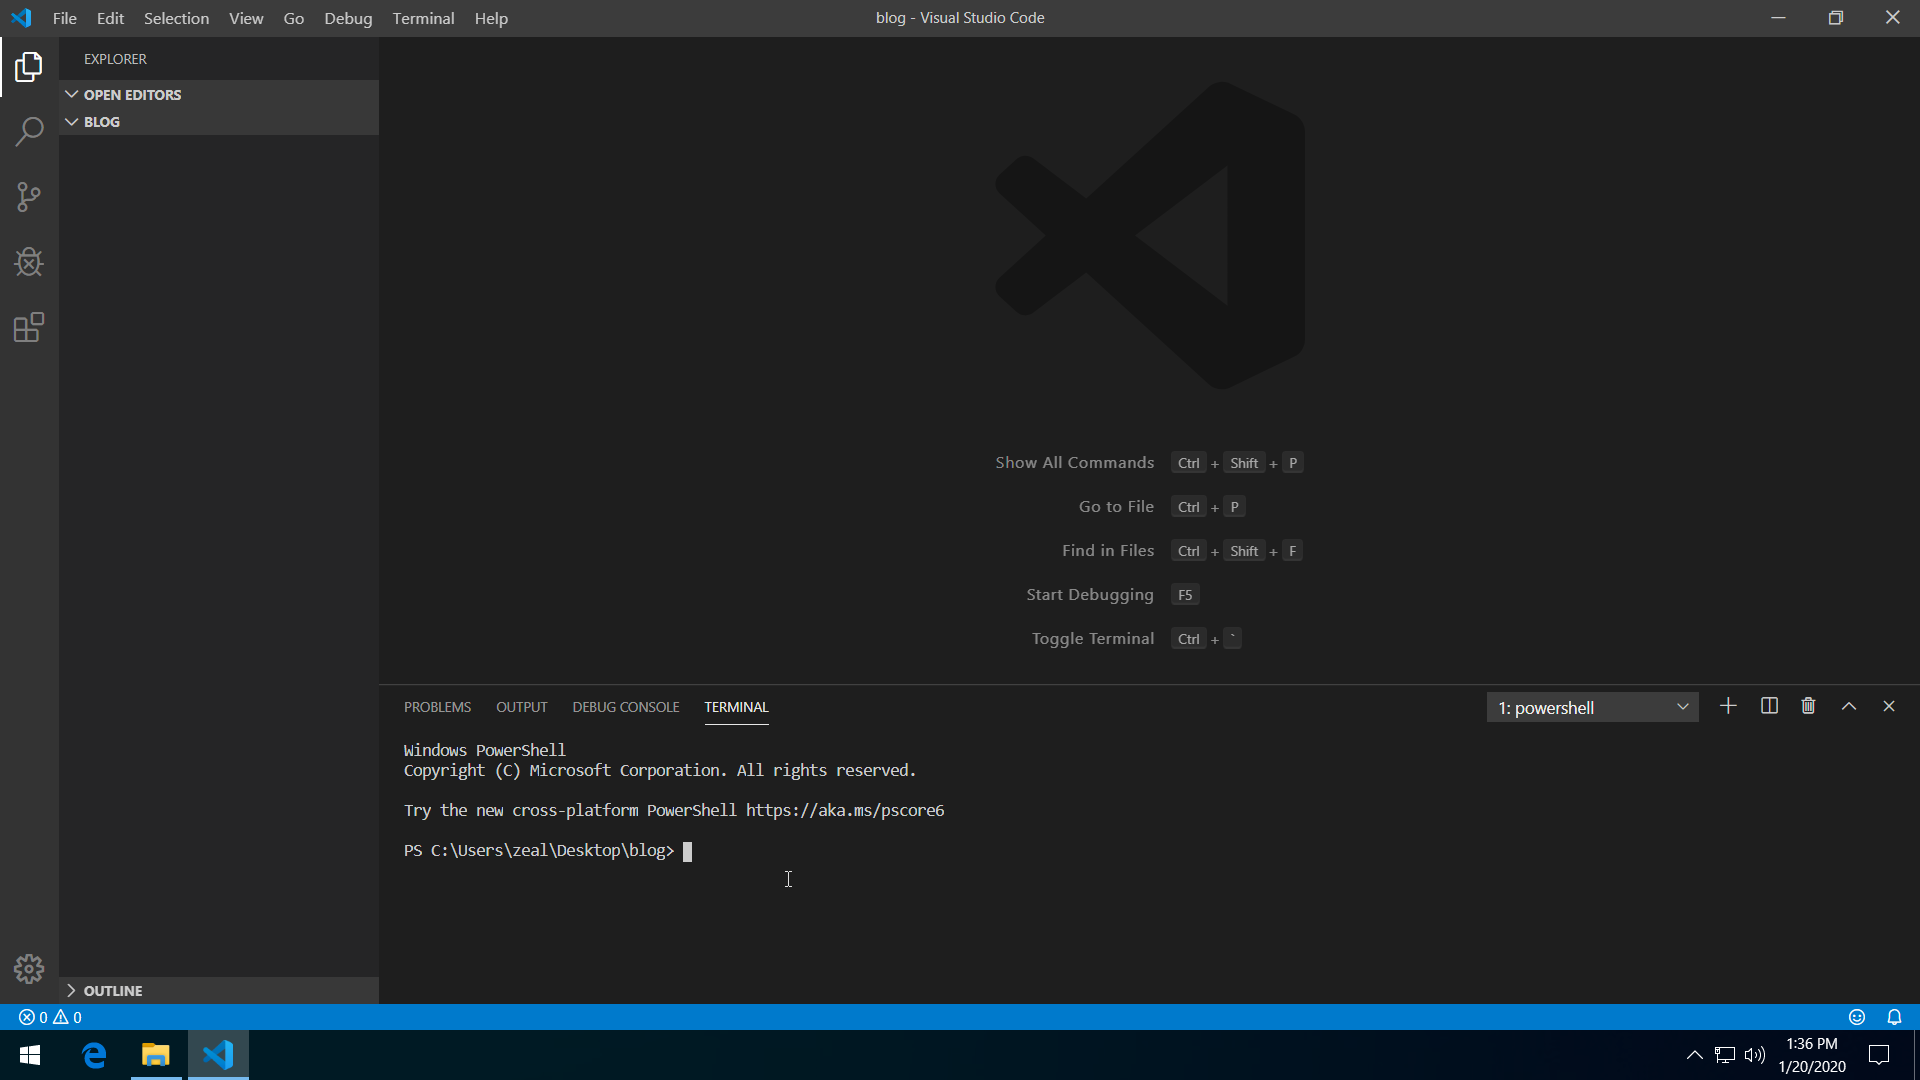 File Edit Selection View Go Debug Terminal Help
blog - Visual Studio Code
EXPLORER
OPEN EDITORS
BLOG
OUTLINE
Show All Commands Ctrl + Shift + P
Go to File Ctrl + P
Find in Files Ctrl + Shift + F
Start Debugging F5
Toggle Terminal Ctrl + `
PROBLEMS OUTPUT DEBUG CONSOLE TERMINAL
1: powershell
Windows PowerShell
Copyright (C) Microsoft Corporation. All rights reserved.
Try the new cross-platform PowerShell https://aka.ms/pscore6
PS C:\Users\zeal\Desktop\blog>
0 0
1:36 PM
1/20/2020